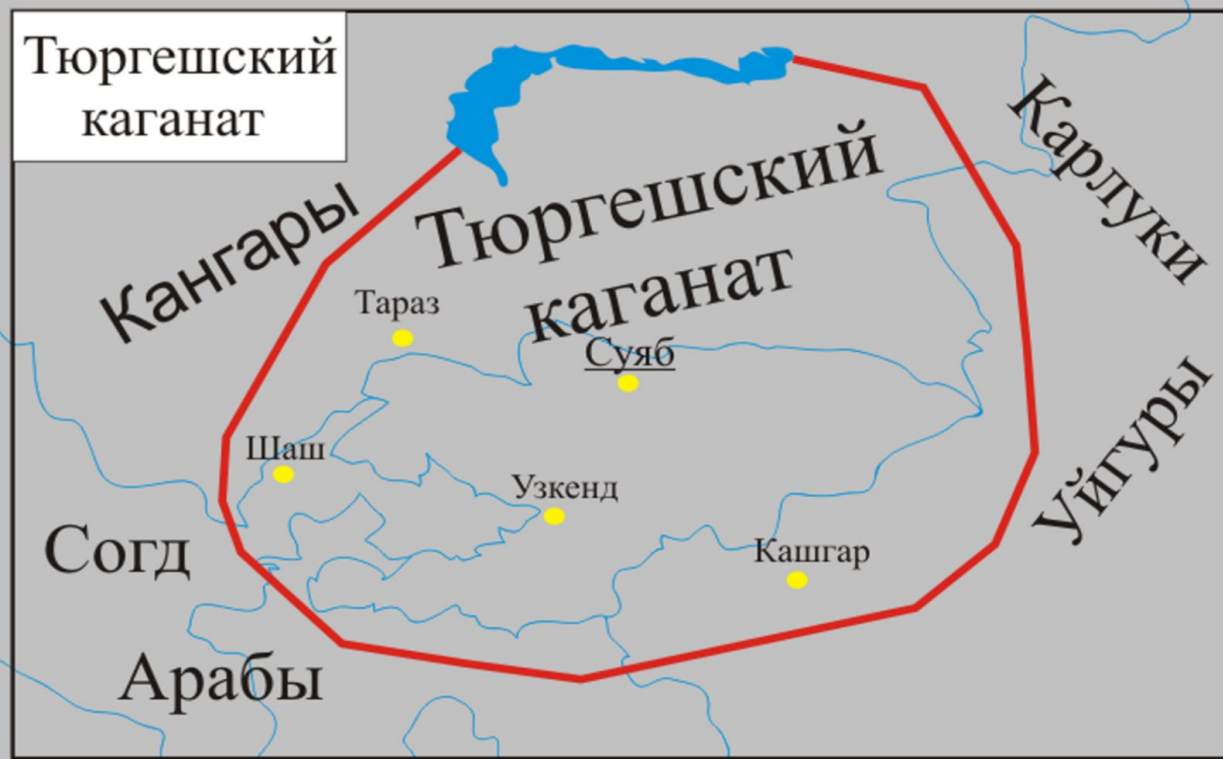 Тюргешский
каганат
Кангары
Карлуки
Тюргешский
каганат
Тараз
Суяб
Шаш
Узкенд
Уйгуры
Согд
Кашгар
Арабы